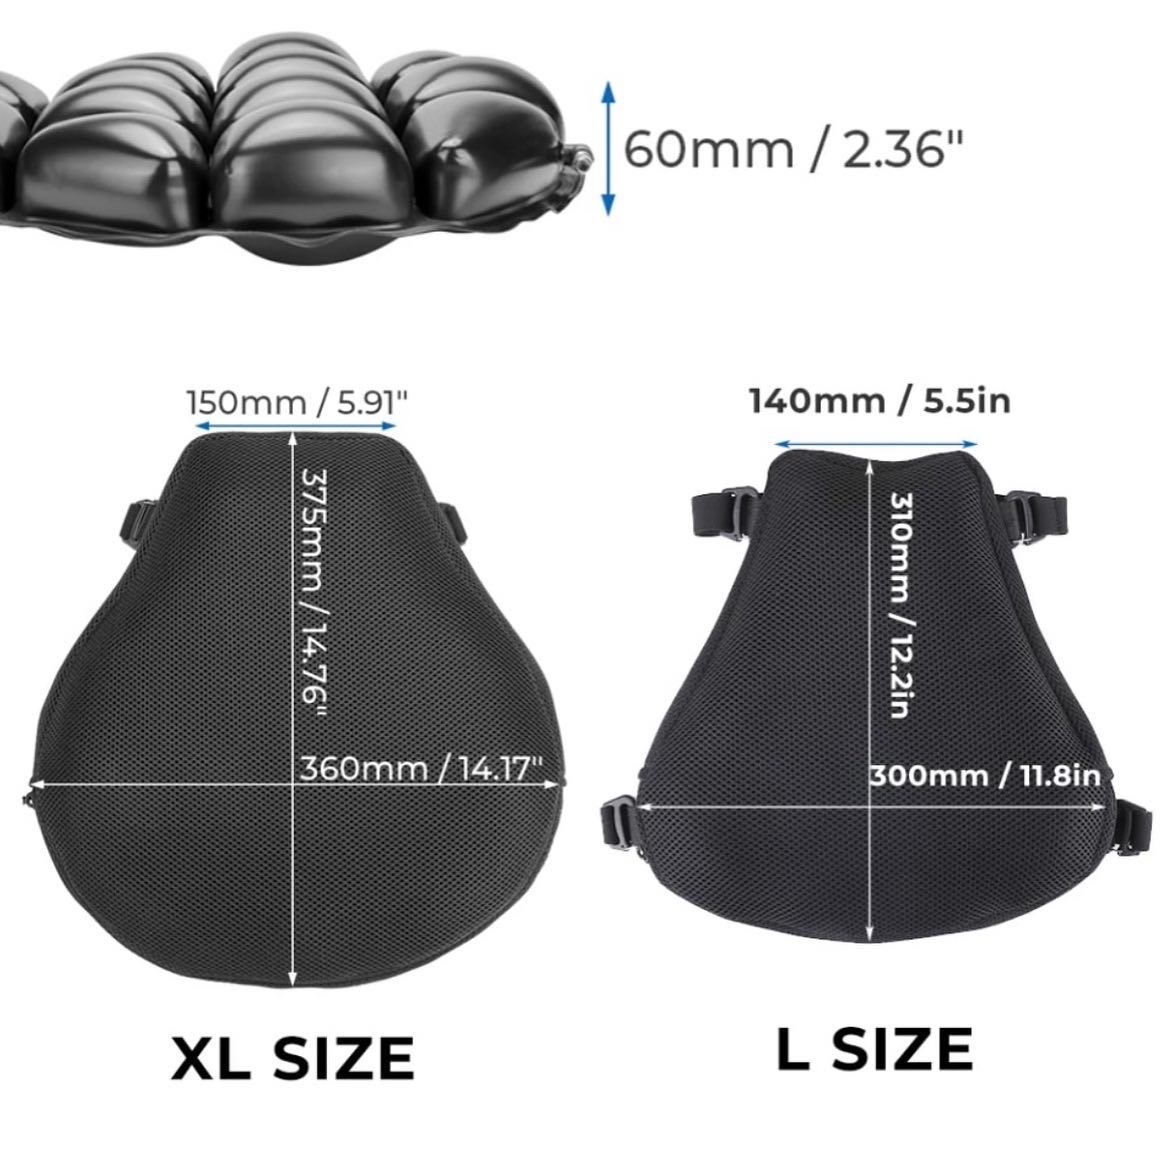 60mm / 2.36"
150mm / 5.91"
375mm / 14.76"
360mm / 14.17"
XL SIZE
140mm / 5.5in
310mm / 12.2in
300mm / 11.8in
L SIZE